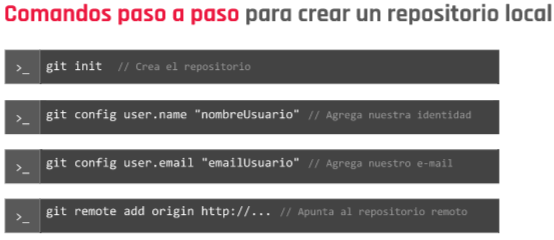 Comandos paso a paso para crear un repositorio local
>_ git init // Crea el repositorio
>_ git config user.name "nombreUsuario" // Agrega nuestra identidad
>_ git config user.email "emailUsuario" // Agrega nuestro e-mail
>_ git remote add origin http://... // Apunta al repositorio remoto